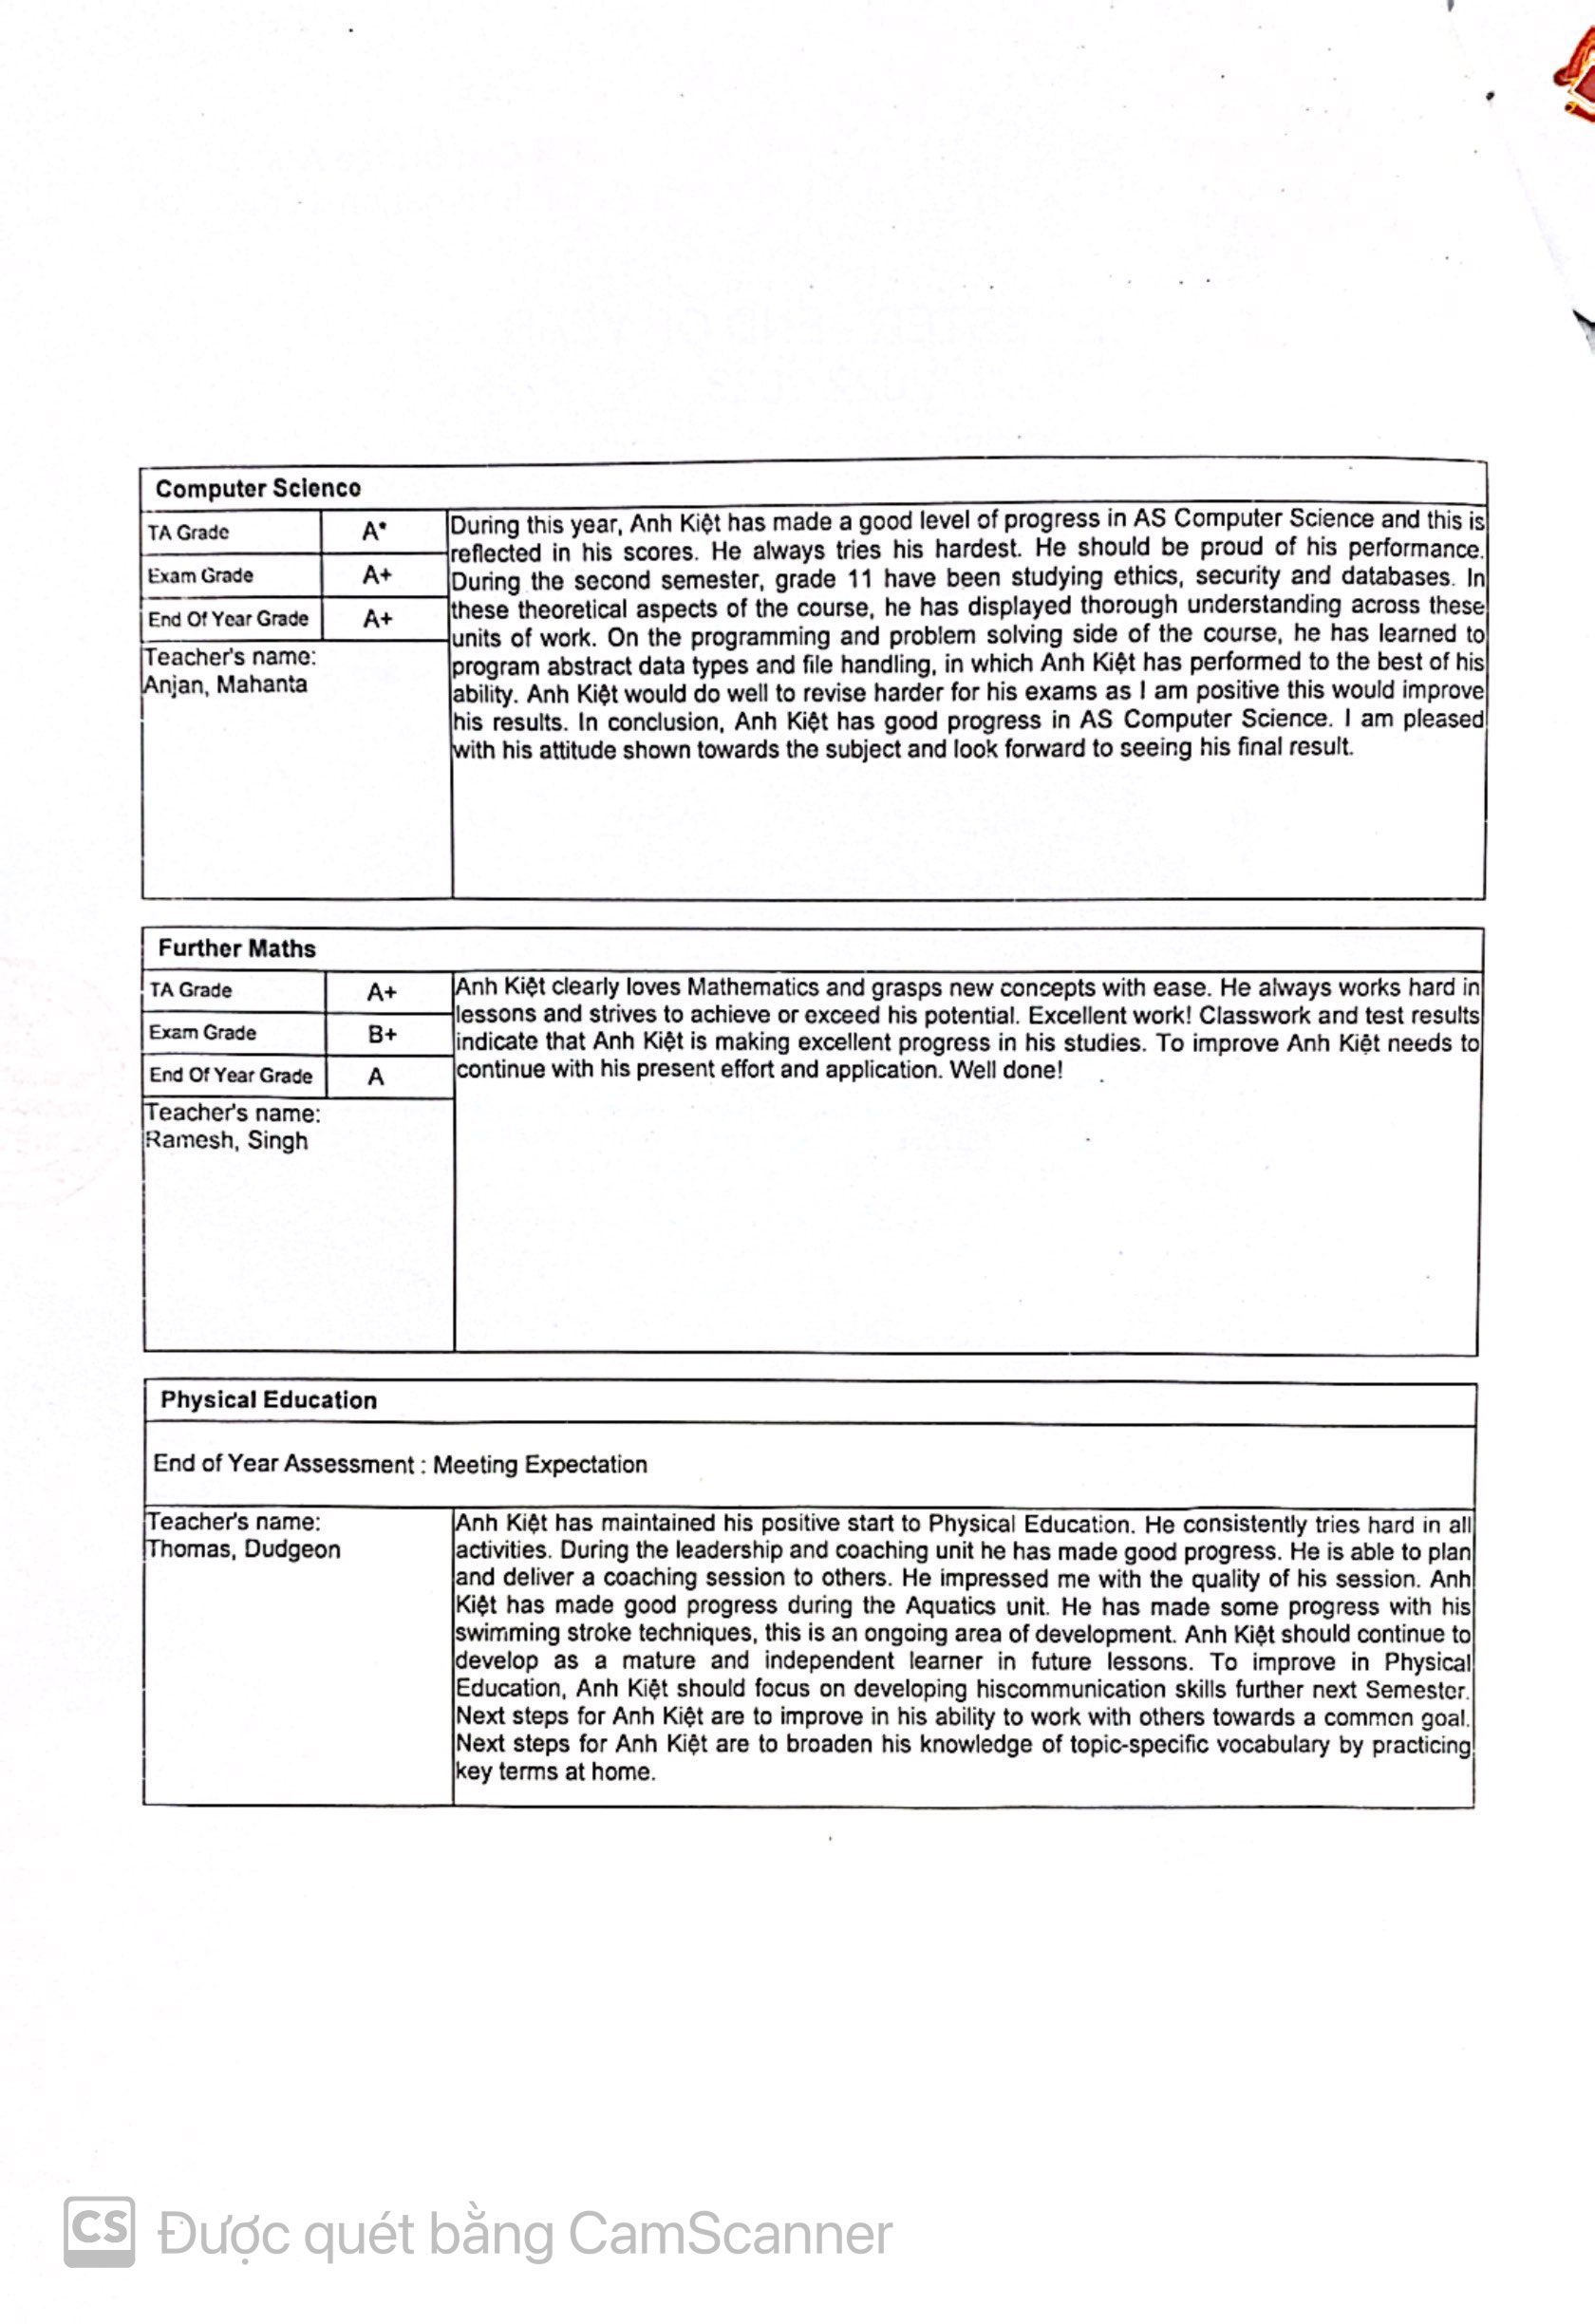 Computer Science
TA Grade A*
Exam Grade A+
End Of Year Grade A+
Teacher's name:
Anjan, Mahanta
During this year, Anh Kiệt has made a good level of progress in AS Computer Science and this is
reflected in his scores. He always tries his hardest. He should be proud of his performance.
During the second semester, grade 11 have been studying ethics, security and databases. In
these theoretical aspects of the course, he has displayed thorough understanding across these
units of work. On the programming and problem solving side of the course, he has learned to
program abstract data types and file handling, in which Anh Kiệt has performed to the best of his
ability. Anh Kiệt would do well to revise harder for his exams as I am positive this would improve
his results. In conclusion, Anh Kiệt has good progress in AS Computer Science. I am pleased
with his attitude shown towards the subject and look forward to seeing his final result.
Further Maths
TA Grade A+
Exam Grade B+
End Of Year Grade A
Teacher's name:
Ramesh, Singh
Anh Kiệt clearly loves Mathematics and grasps new concepts with ease. He always works hard in
lessons and strives to achieve or exceed his potential. Excellent work! Classwork and test results
indicate that Anh Kiệt is making excellent progress in his studies. To improve Anh Kiệt needs to
continue with his present effort and application. Well done!
Physical Education
End of Year Assessment : Meeting Expectation
Teacher's name:
Thomas, Dudgeon
Anh Kiệt has maintained his positive start to Physical Education. He consistently tries hard in all
activities. During the leadership and coaching unit he has made good progress. He is able to plan
and deliver a coaching session to others. He impressed me with the quality of his session. Anh
Kiệt has made good progress during the Aquatics unit. He has made some progress with his
swimming stroke techniques, this is an ongoing area of development. Anh Kiệt should continue to
develop as a mature and independent learner in future lessons. To improve in Physical
Education, Anh Kiệt should focus on developing hiscommunication skills further next Semester.
Next steps for Anh Kiệt are to improve in his ability to work with others towards a common goal.
Next steps for Anh Kiệt are to broaden his knowledge of topic-specific vocabulary by practicing
key terms at home.
CS Được quét bằng CamScanner